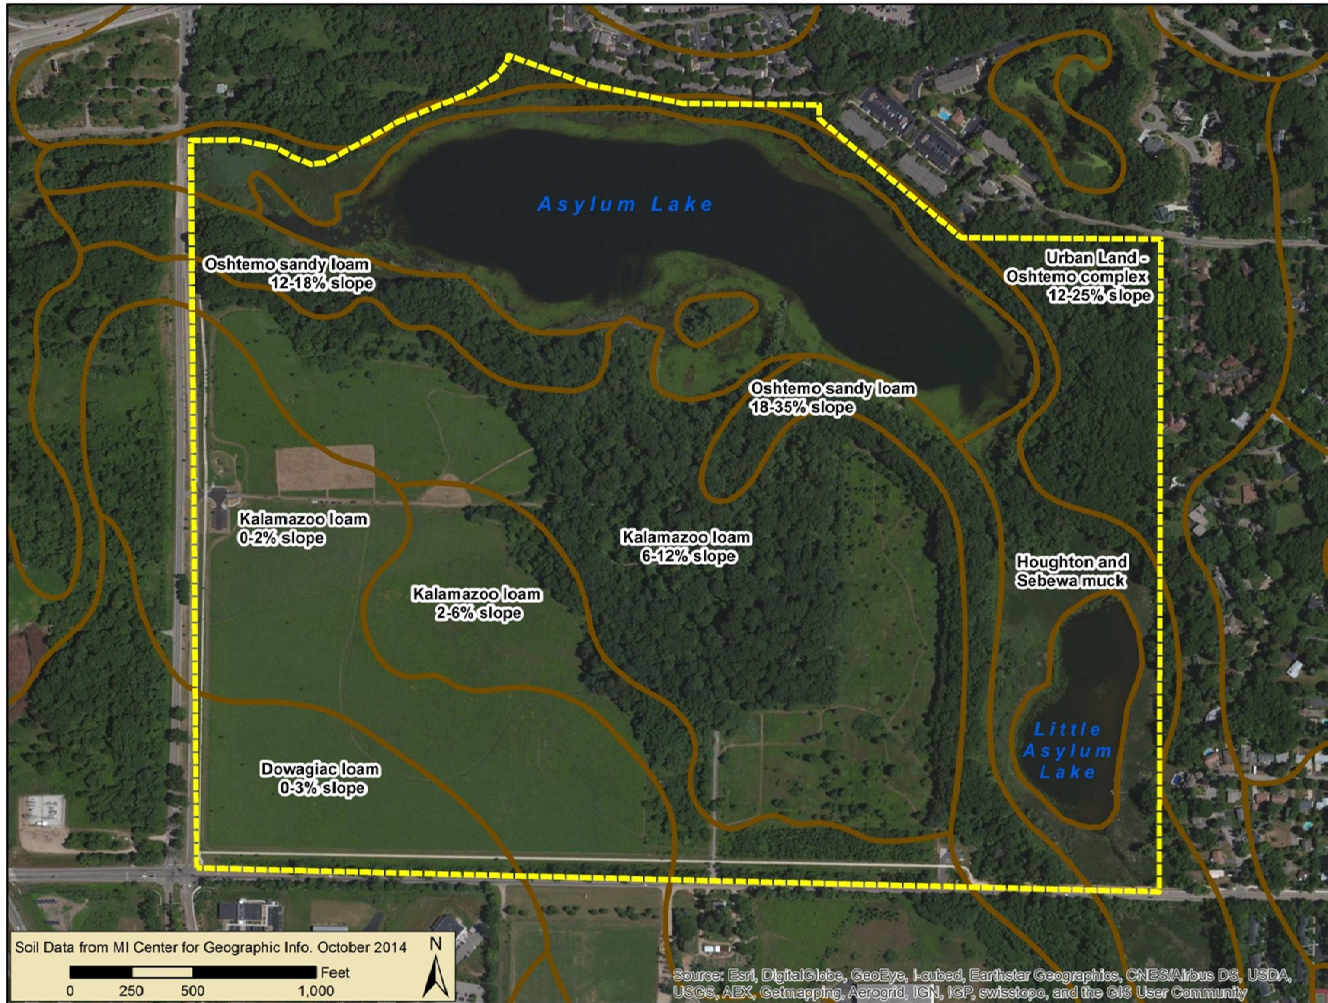 Asylum Lake
Oshtemo sandy loam
12-18% slope
Urban Land -
Oshtemo complex
12-25% slope
Oshtemo sandy loam
18-35% slope
Kalamazoo loam
0-2% slope
Kalamazoo loam
6-12% slope
Houghton and
Sebewa muck
Kalamazoo loam
2-6% slope
Little
Asylum
Lake
Dowagiac loam
0-3% slope
Soil Data from MI Center for Geographic Info. October 2014
N
Feet
0 250 500 1,000
Source: Esri, DigitalGlobe, GeoEye, i-cubed, Earthstar Geographics, CNES/Airbus DS, USDA,
USGS, AEX, Getmapping, Aerogrid, IGN, IGP, swisstopo, and the GIS User Community